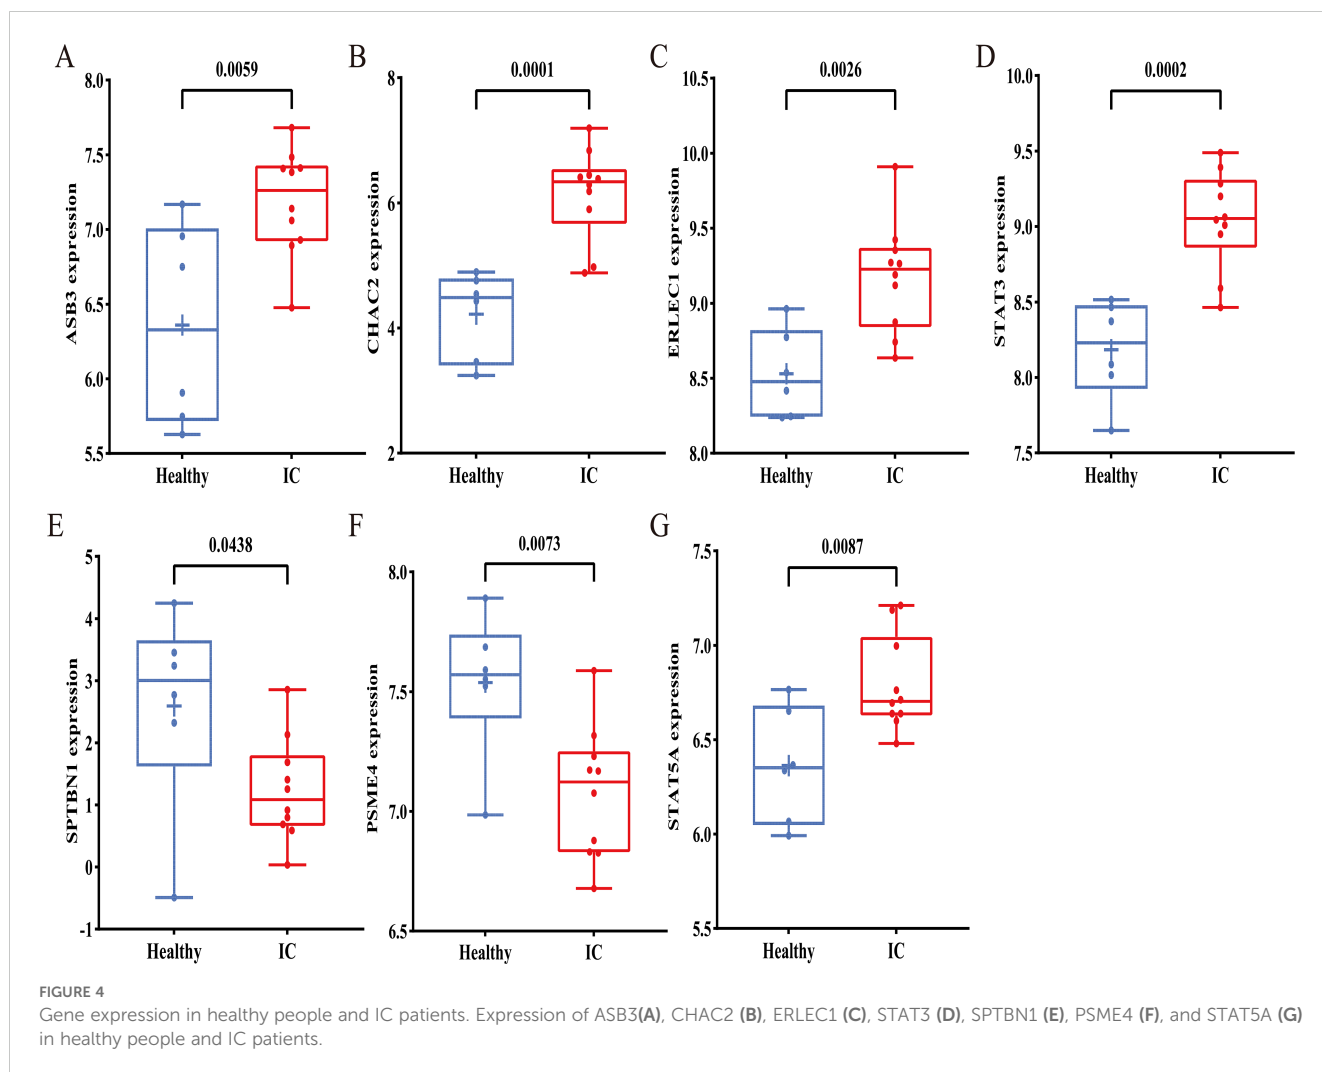 A
0.0059
8.0
7.5
7.0
6.5
6.0
5.5
ASB3 expression
Healthy
IC
B
0.0001
8
6
4
2
CHAC2 expression
Healthy
IC
C
0.0026
10.5
10.0
9.5
9.0
8.5
8.0
ERLEC1 expression
Healthy
IC
D
0.0002
10.0
9.5
9.0
8.5
8.0
7.5
STAT3 expression
Healthy
IC
E
0.0438
5
4
3
2
1
0
-1
SPTBN1 expression
Healthy
IC
F
0.0073
8.0
7.5
7.0
6.5
PSME4 expression
Healthy
IC
G
0.0087
7.5
7.0
6.5
6.0
5.5
STAT5A expression
Healthy
IC
FIGURE 4
Gene expression in healthy people and IC patients. Expression of ASB3(A), CHAC2 (B), ERLEC1 (C), STAT3 (D), SPTBN1 (E), PSME4 (F), and STAT5A (G)
in healthy people and IC patients.